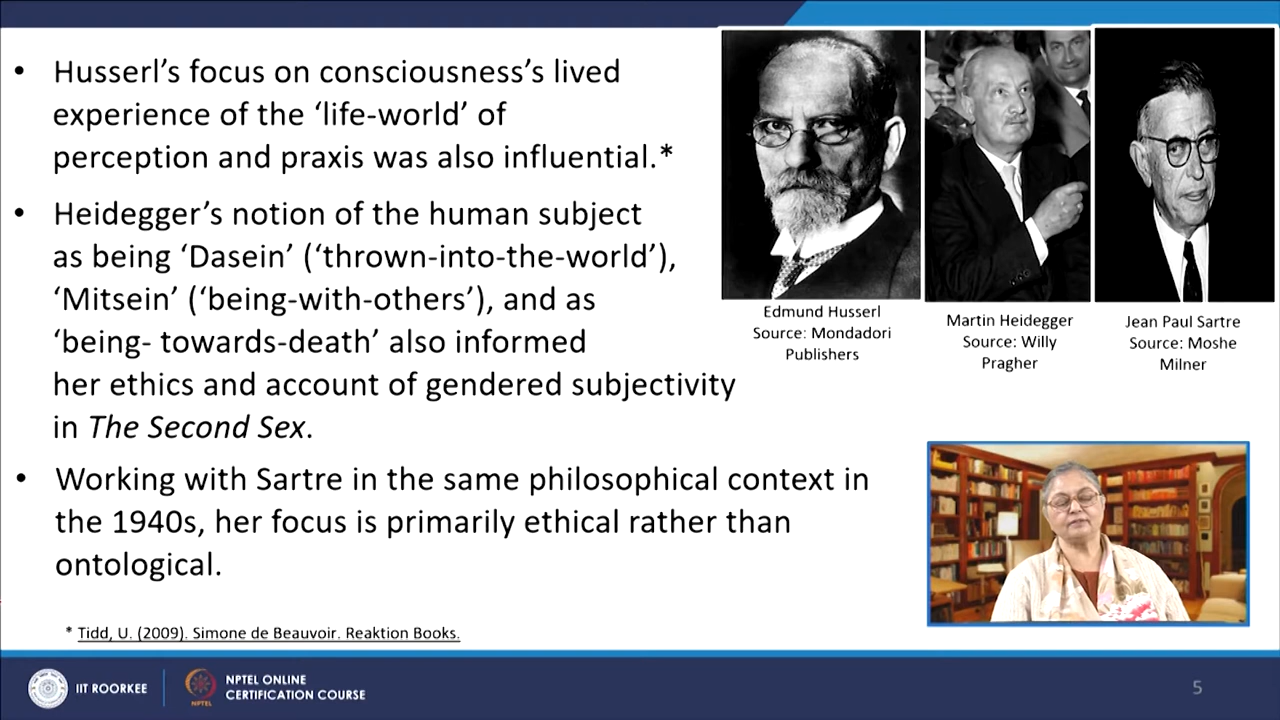 • Husserl’s focus on consciousness’s lived
experience of the ‘life-world’ of
perception and praxis was also influential.*
• Heidegger’s notion of the human subject
as being ‘Dasein’ (‘thrown-into-the-world’),
‘Mitsein’ (‘being-with-others’), and as
‘being- towards-death’ also informed
her ethics and account of gendered subjectivity
in The Second Sex.
• Working with Sartre in the same philosophical context in
the 1940s, her focus is primarily ethical rather than
ontological.
Edmund Husserl
Source: Mondadori
Publishers
Martin Heidegger
Source: Willy
Pragher
Jean Paul Sartre
Source: Moshe
Milner
* Tidd, U. (2009). Simone de Beauvoir. Reaktion Books.
IIT ROORKEE
NPTEL
NPTEL ONLINE
CERTIFICATION COURSE
5